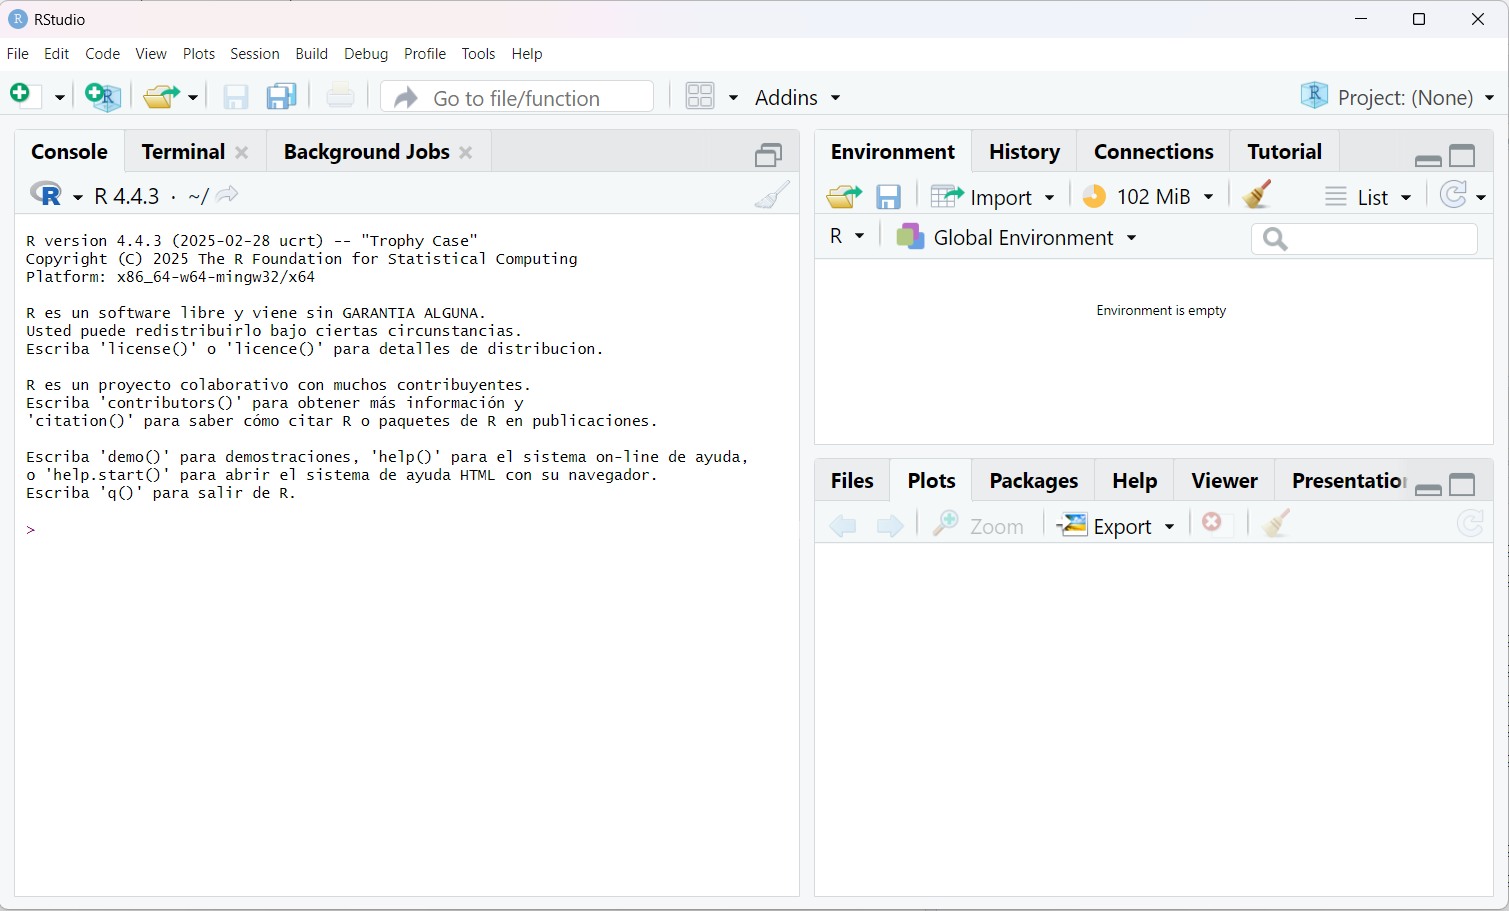 RStudio
File Edit Code View Plots Session Build Debug Profile Tools Help
Go to file/function Addins Project: (None)
Console Terminal Background Jobs
R 4.4.3 · ~/
R version 4.4.3 (2025-02-28 ucrt) -- "Trophy Case"
Copyright (C) 2025 The R Foundation for Statistical Computing
Platform: x86_64-w64-mingw32/x64
R es un software libre y viene sin GARANTIA ALGUNA.
Usted puede redistribuirlo bajo ciertas circunstancias.
Escriba 'license()' o 'licence()' para detalles de distribucion.
R es un proyecto colaborativo con muchos contribuyentes.
Escriba 'contributors()' para obtener más información y
'citation()' para saber cómo citar R o paquetes de R en publicaciones.
Escriba 'demo()' para demostraciones, 'help()' para el sistema on-line de ayuda,
o 'help.start()' para abrir el sistema de ayuda HTML con su navegador.
Escriba 'q()' para salir de R.
>
Environment History Connections Tutorial
Import 102 MiB List
R Global Environment
Environment is empty
Files Plots Packages Help Viewer Presentatio
Zoom Export